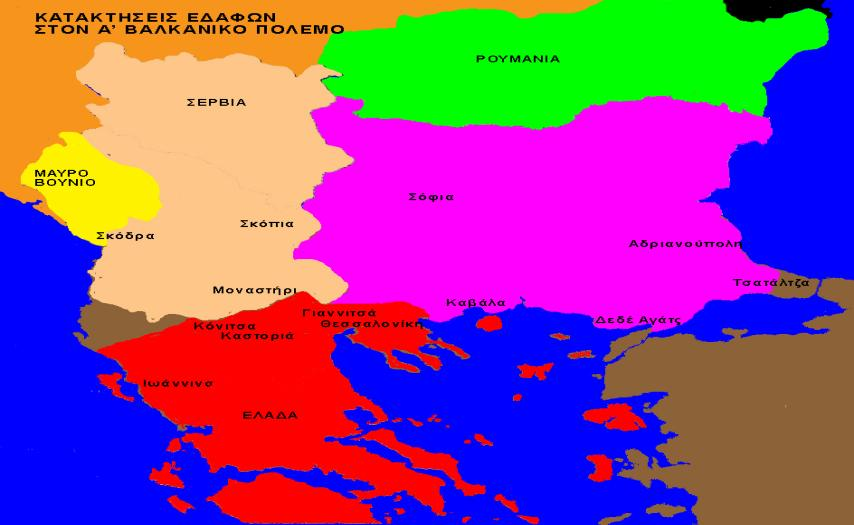 ΚΑΤΑΚΤΗΣΕΙΣ ΕΔΑΦΩΝ
ΣΤΟΝ Α' ΒΑΛΚΑΝΙΚΟ ΠΟΛΕΜΟ
ΡΟΥΜΑΝΙΑ
ΣΕΡΒΙΑ
ΜΑΥΡΟ
ΒΟΥΝΙΟ
Σόφια
Σκόπια
Σκόδρα
Αδριανούπολη
Τσατάλτζα
Μοναστήρι
Καβάλα
Γιαννιτσά
Θεσσαλονίκη
Δεδέ Αγάτς
Κόνιτσα
Καστοριά
Ιωάννινα
ΕΛΑΔΑ